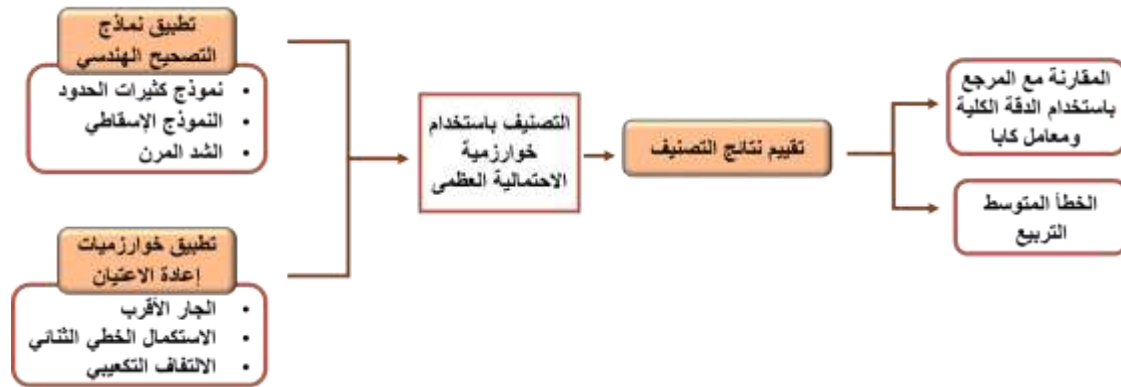 تطبيق نماذج
التصحيح الهندسي
• نموذج كثيرات الحدود
• النموذج الإسقاطي
• الشد المرن
تطبيق خوارزميات
إعادة الاعتيان
• الجار الأقرب
• الاستكمال الخطي الثنائي
• الالتفاف التكعيبي
التصنيف باستخدام
خوارزمية
الاحتمالية العظمى
تقييم نتائج التصنيف
المقارنة مع المرجع
باستخدام الدقة الكلية
ومعامل كابا
الخطأ المتوسط
التربيع